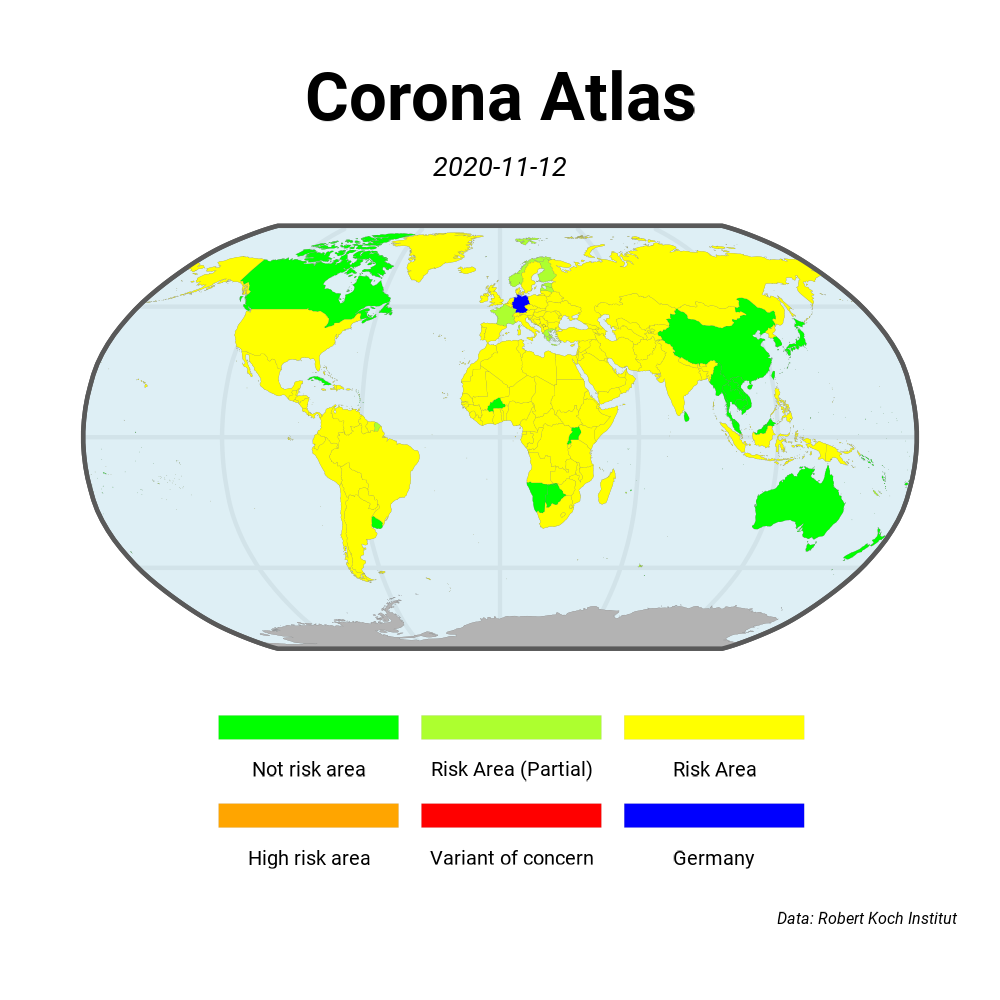 Corona Atlas
2020-11-12
Not risk area
Risk Area (Partial)
Risk Area
High risk area
Variant of concern
Germany
Data: Robert Koch Institut